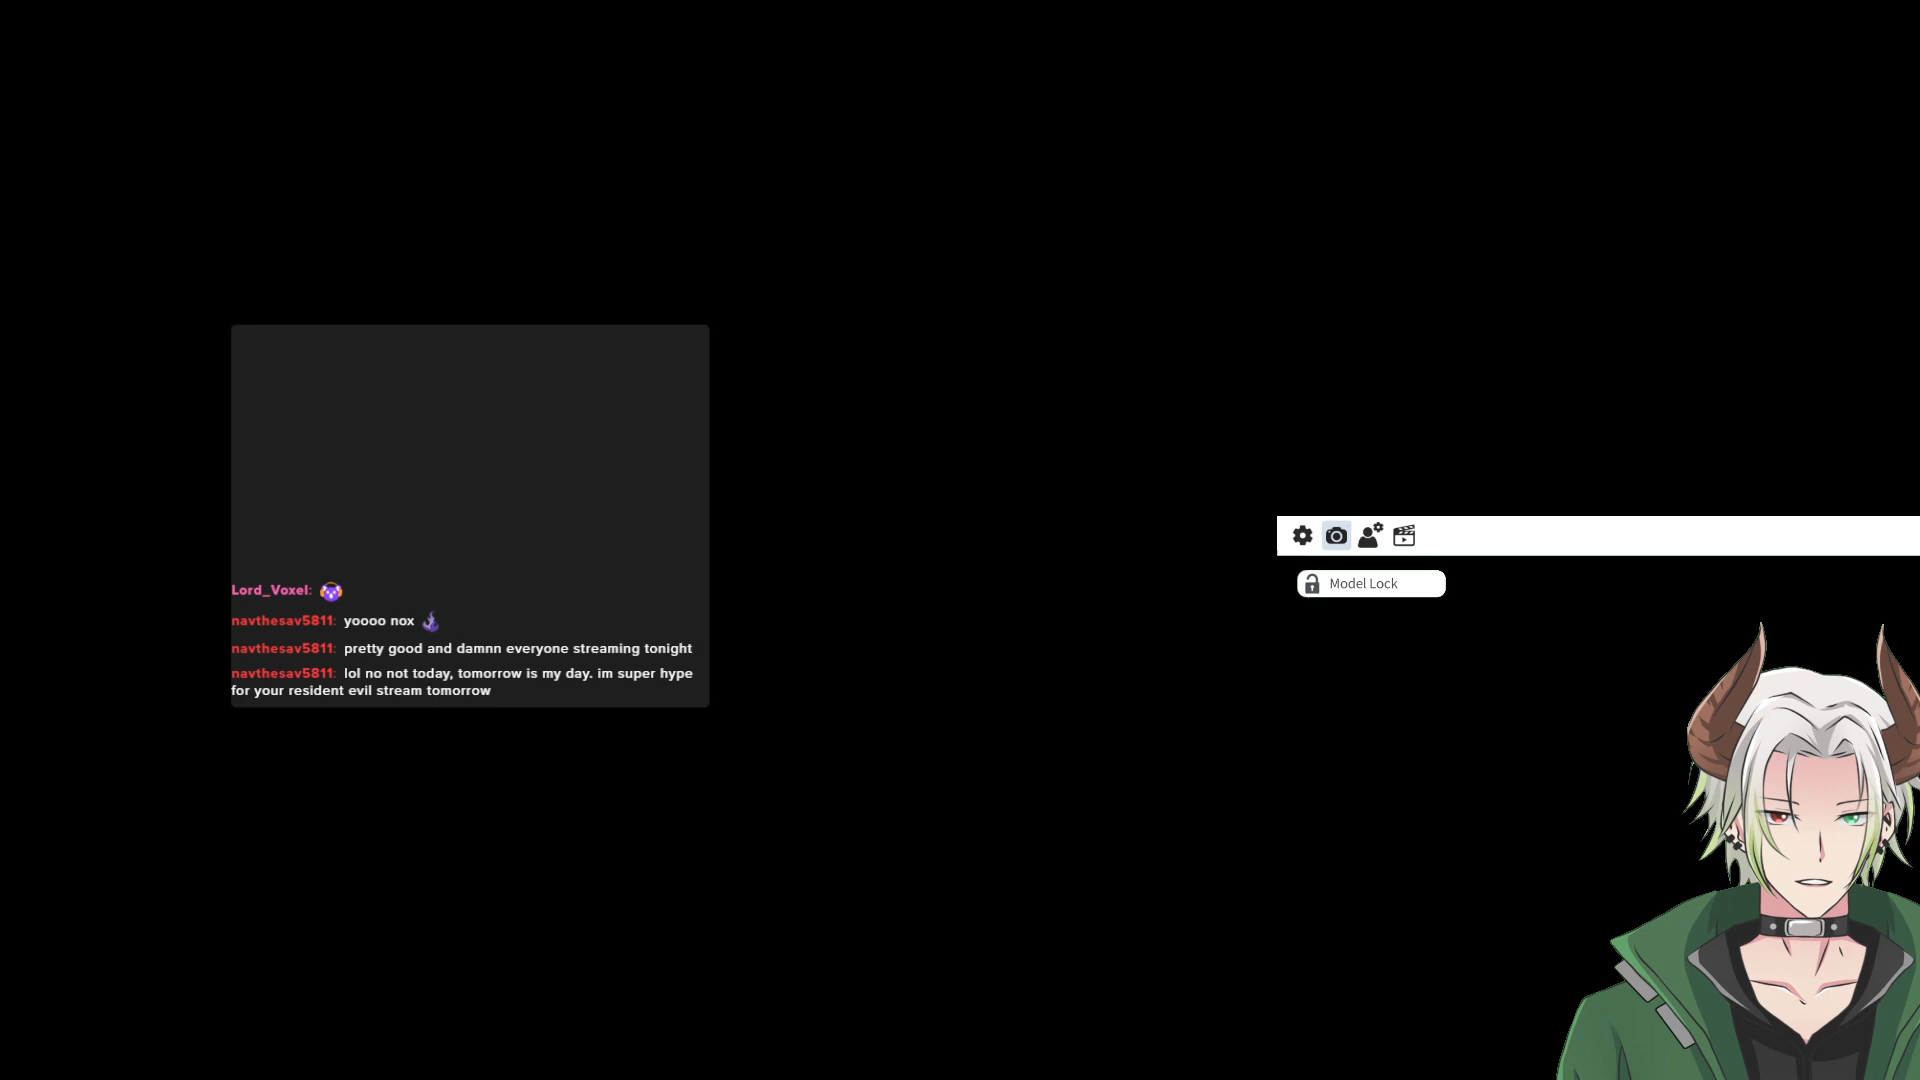 Lord_Voxel:
navthesav5811: yoooo nox
navthesav5811: pretty good and damnn everyone streaming tonight
navthesav5811: lol no not today, tomorrow is my day. im super hype
for your resident evil stream tomorrow
Model Lock